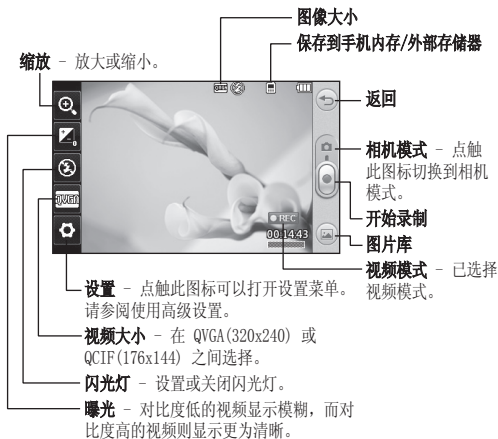 图像大小
保存到手机内存/外部存储器
缩放 - 放大或缩小。
返回
相机模式 - 点触
此图标切换到相机
模式。
开始录制
图片库
视频模式 - 已选择
视频模式。
QVGA
REC
00:14:43
设置 - 点触此图标可以打开设置菜单。
请参阅使用高级设置。
视频大小 - 在 QVGA(320x240) 或
QCIF(176x144) 之间选择。
闪光灯 - 设置或关闭闪光灯。
曝光 - 对比度低的视频显示模糊，而对
比度高的视频则显示更为清晰。